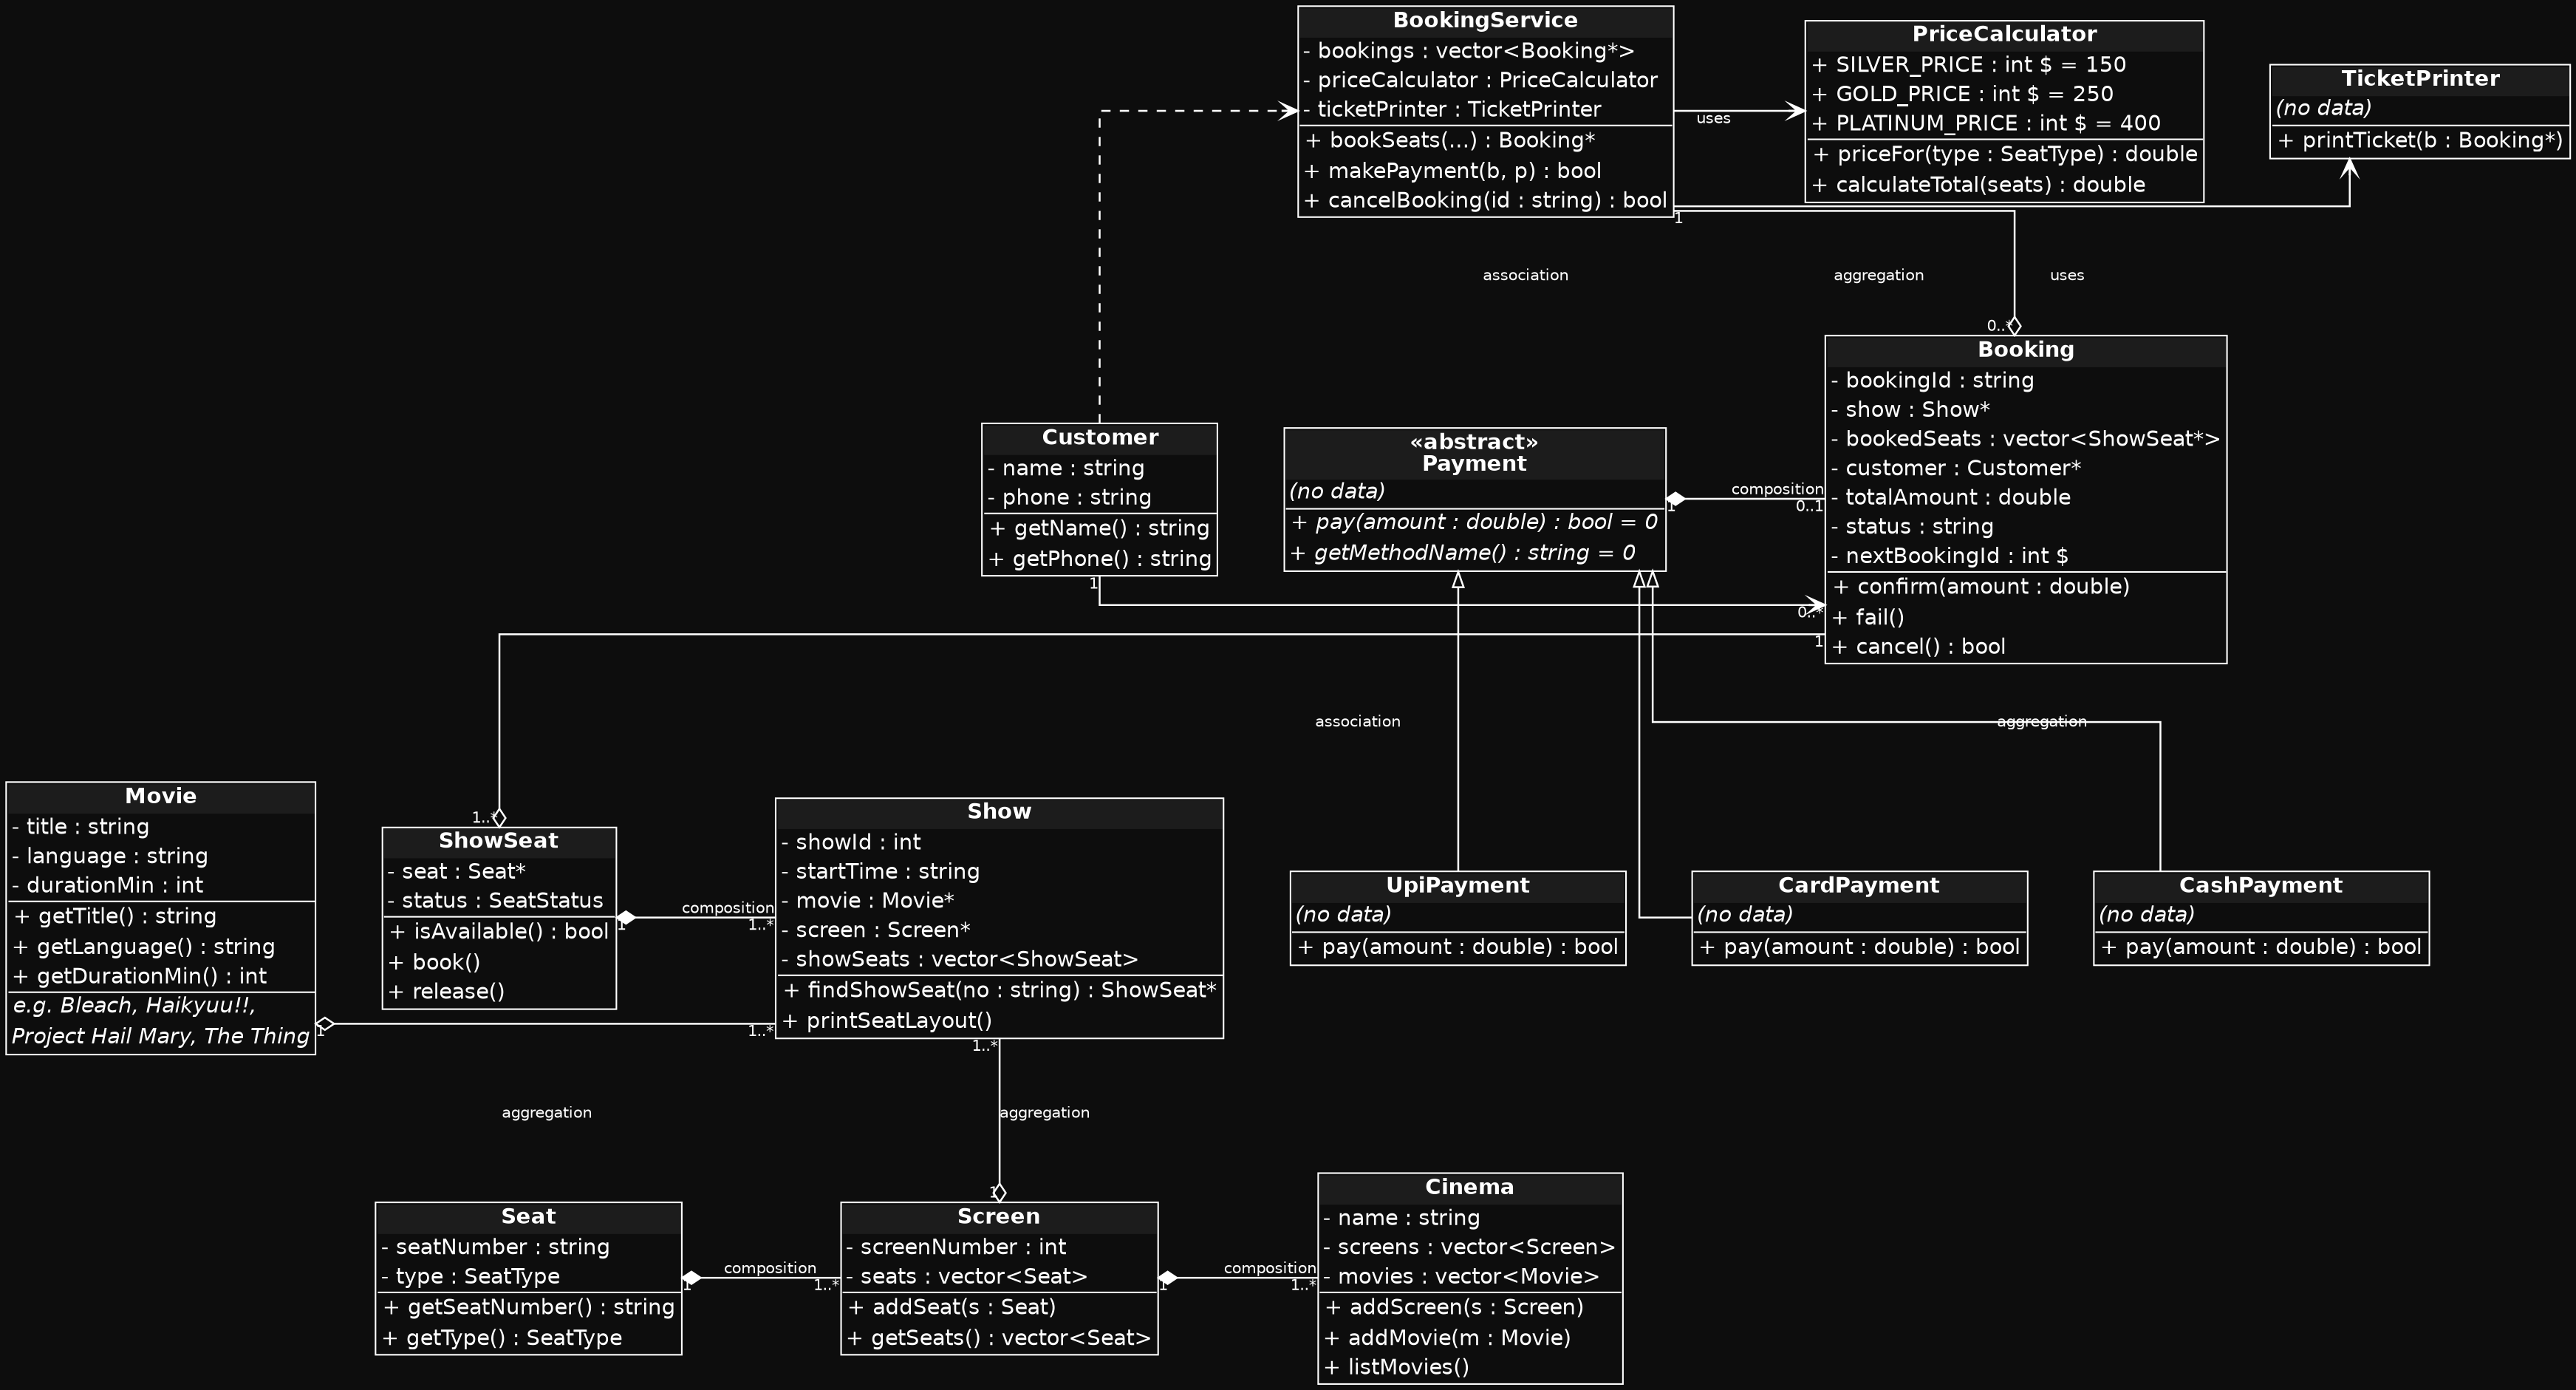 BookingService
- bookings : vector<Booking*>
- priceCalculator : PriceCalculator
- ticketPrinter : TicketPrinter
+ bookSeats(...) : Booking*
+ makePayment(b, p) : bool
+ cancelBooking(id : string) : bool
1
uses
PriceCalculator
+ SILVER_PRICE : int $ = 150
+ GOLD_PRICE : int $ = 250
+ PLATINUM_PRICE : int $ = 400
+ priceFor(type : SeatType) : double
+ calculateTotal(seats) : double
TicketPrinter
(no data)
+ printTicket(b : Booking*)
association
aggregation
uses
0..*
Customer
- name : string
- phone : string
+ getName() : string
+ getPhone() : string
1
«abstract»
Payment
(no data)
+ pay(amount : double) : bool = 0
+ getMethodName() : string = 0
1
composition
0..1
Booking
- bookingId : string
- show : Show*
- bookedSeats : vector<ShowSeat*>
- customer : Customer*
- totalAmount : double
- status : string
- nextBookingId : int $
+ confirm(amount : double)
+ fail()
+ cancel() : bool
0..*
1
association
aggregation
Movie
- title : string
- language : string
- durationMin : int
+ getTitle() : string
+ getLanguage() : string
+ getDurationMin() : int
e.g. Bleach, Haikyuu!!,
Project Hail Mary, The Thing
1
1..*
ShowSeat
- seat : Seat*
- status : SeatStatus
+ isAvailable() : bool
+ book()
+ release()
1
composition
1..*
1..*
Show
- showId : int
- startTime : string
- movie : Movie*
- screen : Screen*
- showSeats : vector<ShowSeat>
+ findShowSeat(no : string) : ShowSeat*
+ printSeatLayout()
1..*
UpiPayment
(no data)
+ pay(amount : double) : bool
CardPayment
(no data)
+ pay(amount : double) : bool
CashPayment
(no data)
+ pay(amount : double) : bool
aggregation
aggregation
1
Seat
- seatNumber : string
- type : SeatType
+ getSeatNumber() : string
+ getType() : SeatType
1
composition
1..*
Screen
- screenNumber : int
- seats : vector<Seat>
+ addSeat(s : Seat)
+ getSeats() : vector<Seat>
1
composition
1..*
Cinema
- name : string
- screens : vector<Screen>
- movies : vector<Movie>
+ addScreen(s : Screen)
+ addMovie(m : Movie)
+ listMovies()